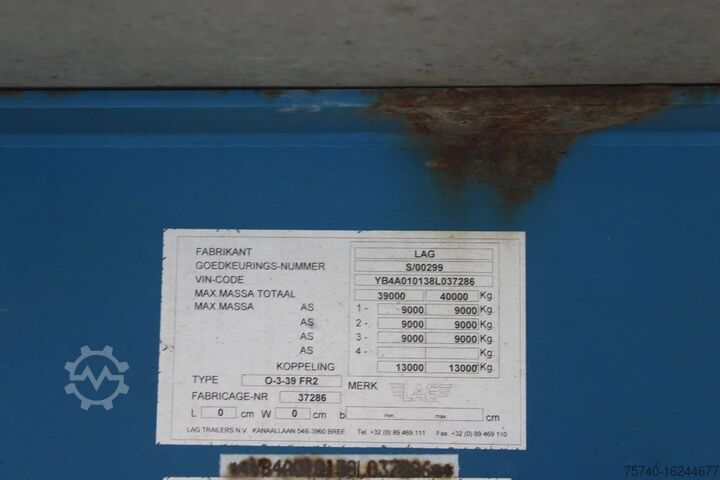 FABRIKANT LAG
GOEDKEURINGS-NUMMER S/00299
VIN-CODE YB4A010138L037286
MAX.MASSA TOTAAL 39000 40000 Kg.
MAX.MASSA AS 1 - 9000 9000 Kg.
AS 2 - 9000 9000 Kg.
AS 3 - 9000 9000 Kg.
AS 4 - Kg.
KOPPELING 13000 13000 Kg.
TYPE O-3-39 FR2 MERK LAG
FABRICAGE-NR 37286
L 0 cm W 0 cm b min. max. cm
LAG TRAILERS N.V. KANAALLAAN 54B-3960 BREE Tel. +32 (0) 89 469.111 Fax. +32 (0) 89 469 110
YB4A010138L037286
75740-16244677